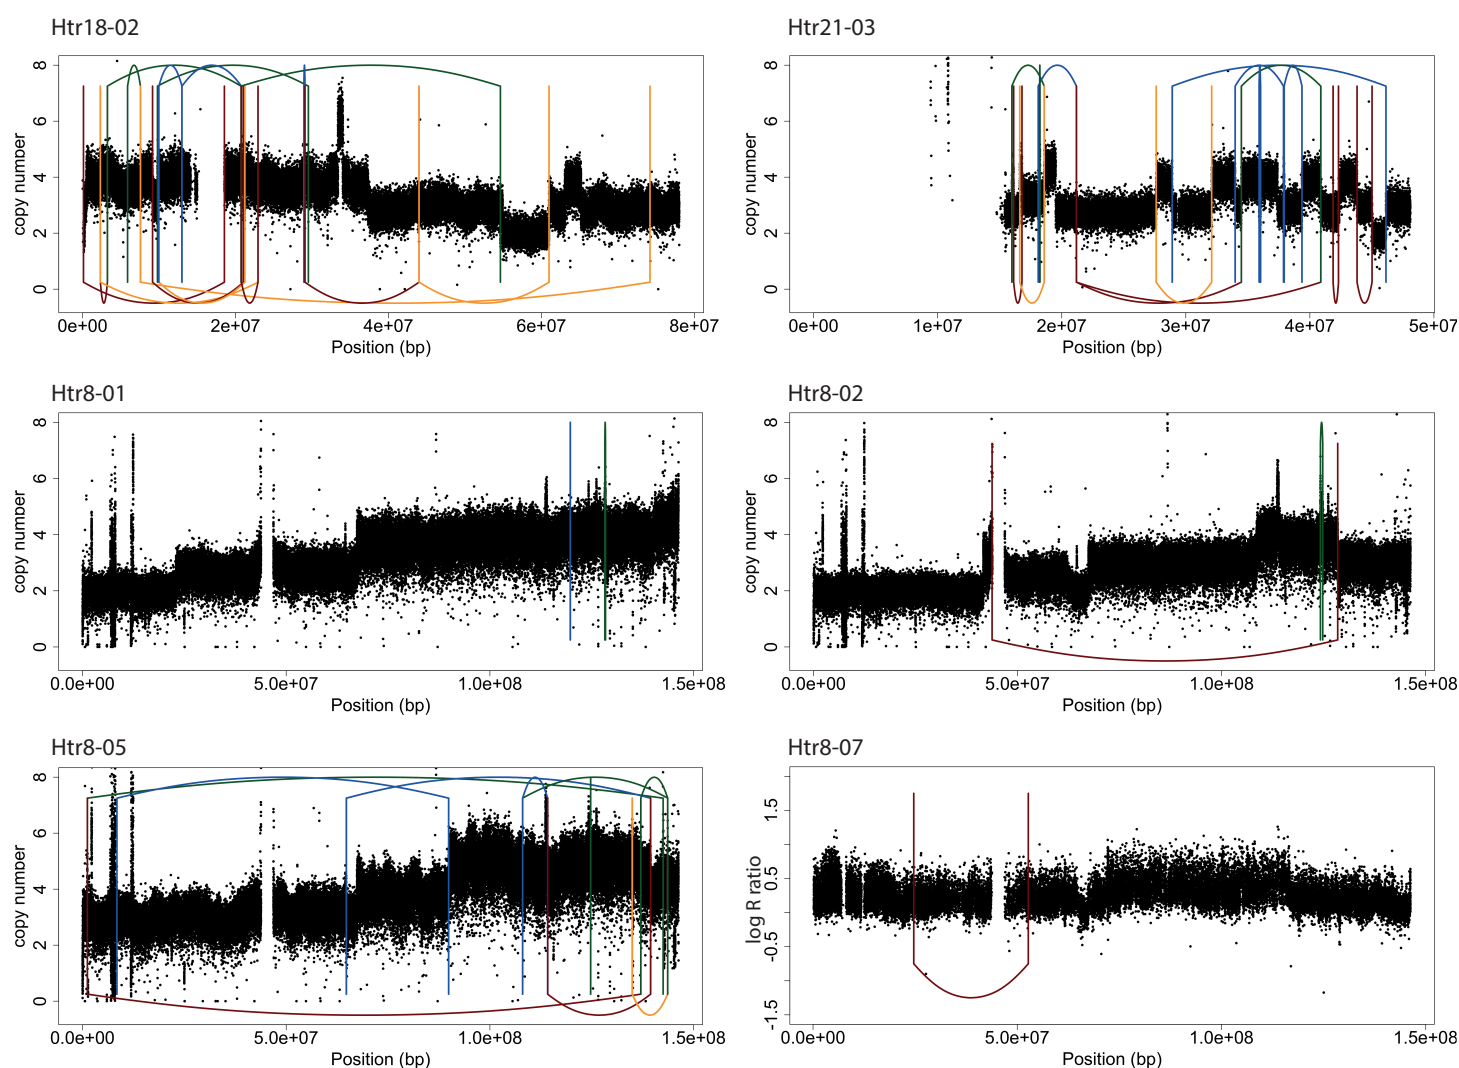 Htr18-02
copy number
8
6
4
2
0
0e+00 2e+07 4e+07 6e+07 8e+07
Position (bp)
Htr21-03
copy number
8
6
4
2
0
0e+00 1e+07 2e+07 3e+07 4e+07 5e+07
Position (bp)
Htr8-01
copy number
8
6
4
2
0
0.0e+00 5.0e+07 1.0e+08 1.5e+08
Position (bp)
Htr8-02
copy number
8
6
4
2
0
0.0e+00 5.0e+07 1.0e+08 1.5e+08
Position (bp)
Htr8-05
copy number
8
6
4
2
0
0.0e+00 5.0e+07 1.0e+08 1.5e+08
Position (bp)
Htr8-07
log R ratio
1.5
0.5
-0.5
-1.5
0.0e+00 5.0e+07 1.0e+08 1.5e+08
Position (bp)